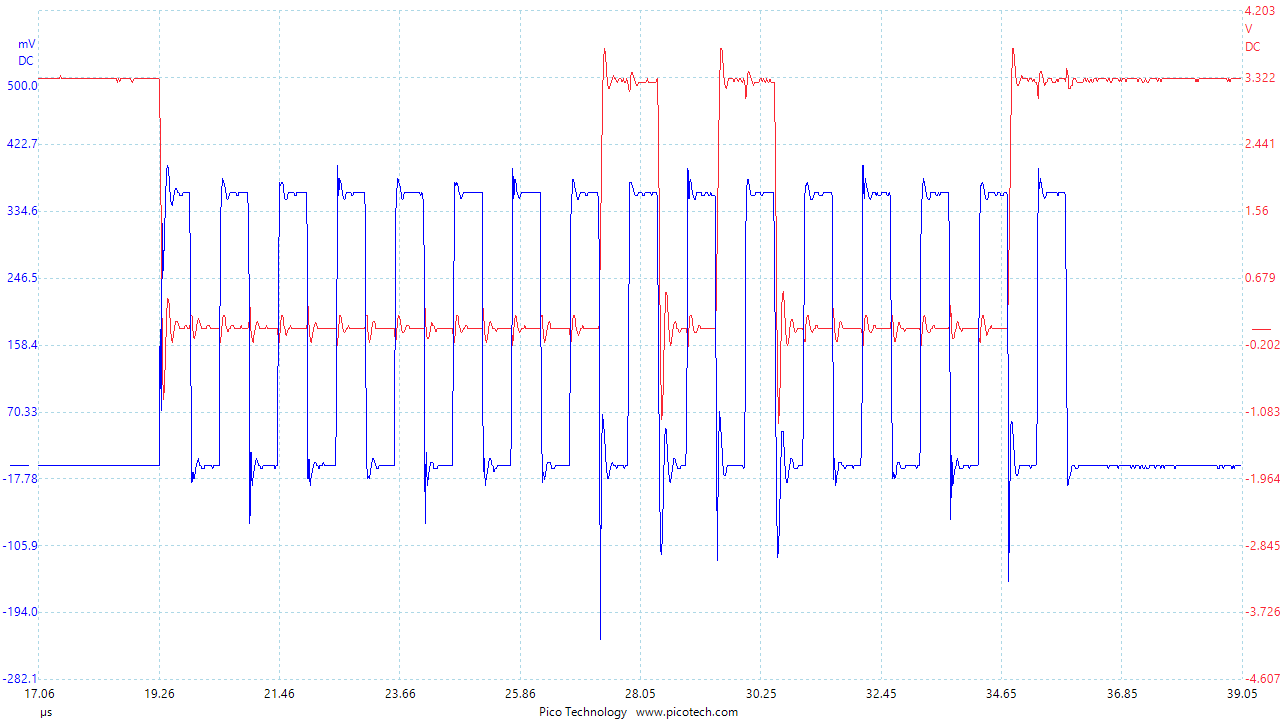 4.203
mV V
DC DC
500.0 3.322
422.7 2.441
334.6 1.56
246.5 0.679
158.4 -0.202
70.33 -1.083
-17.78 -1.964
-105.9 -2.845
-194.0 -3.726
-282.1 -4.607
17.06 19.26 21.46 23.66 25.86 28.05 30.25 32.45 34.65 36.85 39.05
µs Pico Technology www.picotech.com